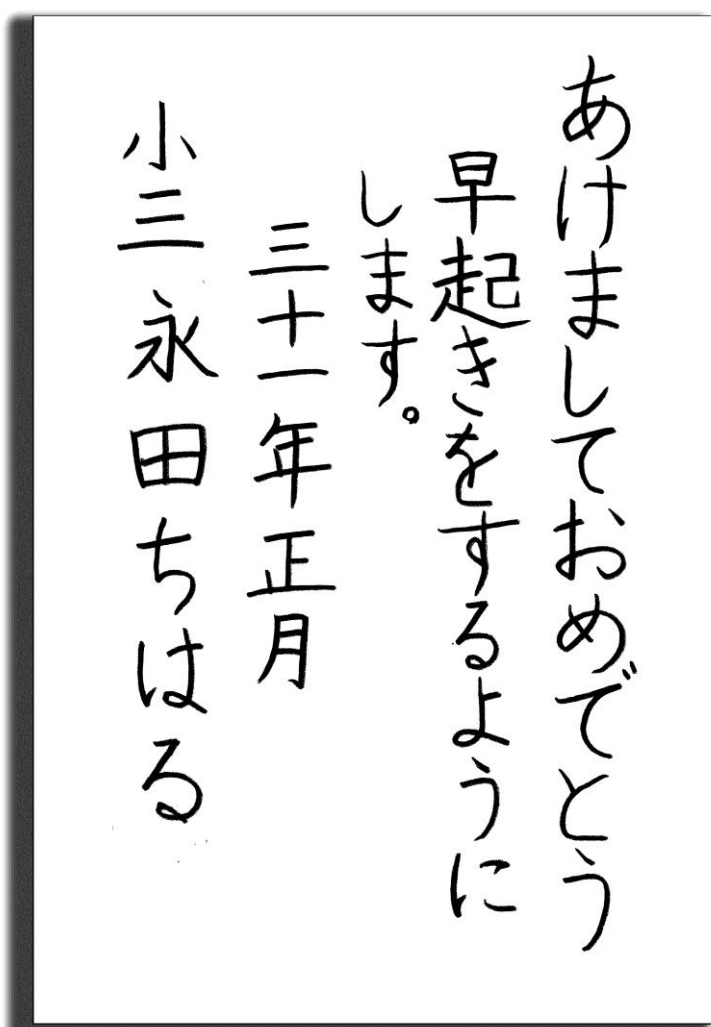 あけましておめでとう
早起きをするように
します。
三十一年正月
小三 永田ちはる